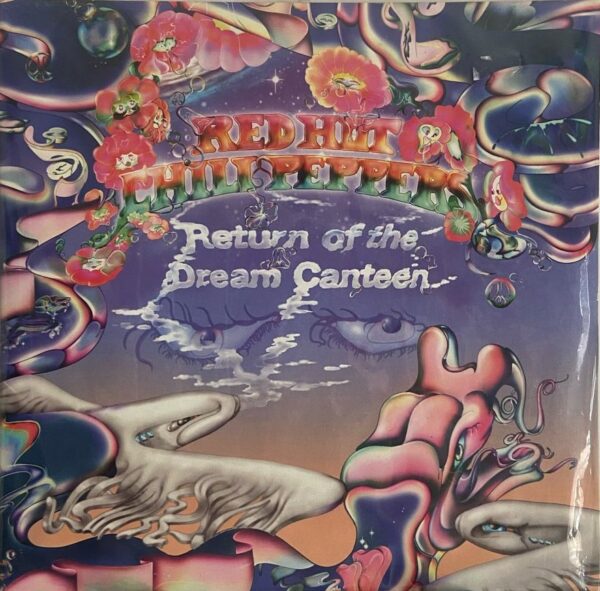 RED HOT
CHILI PEPPERS
Return of the
Dream Canteen